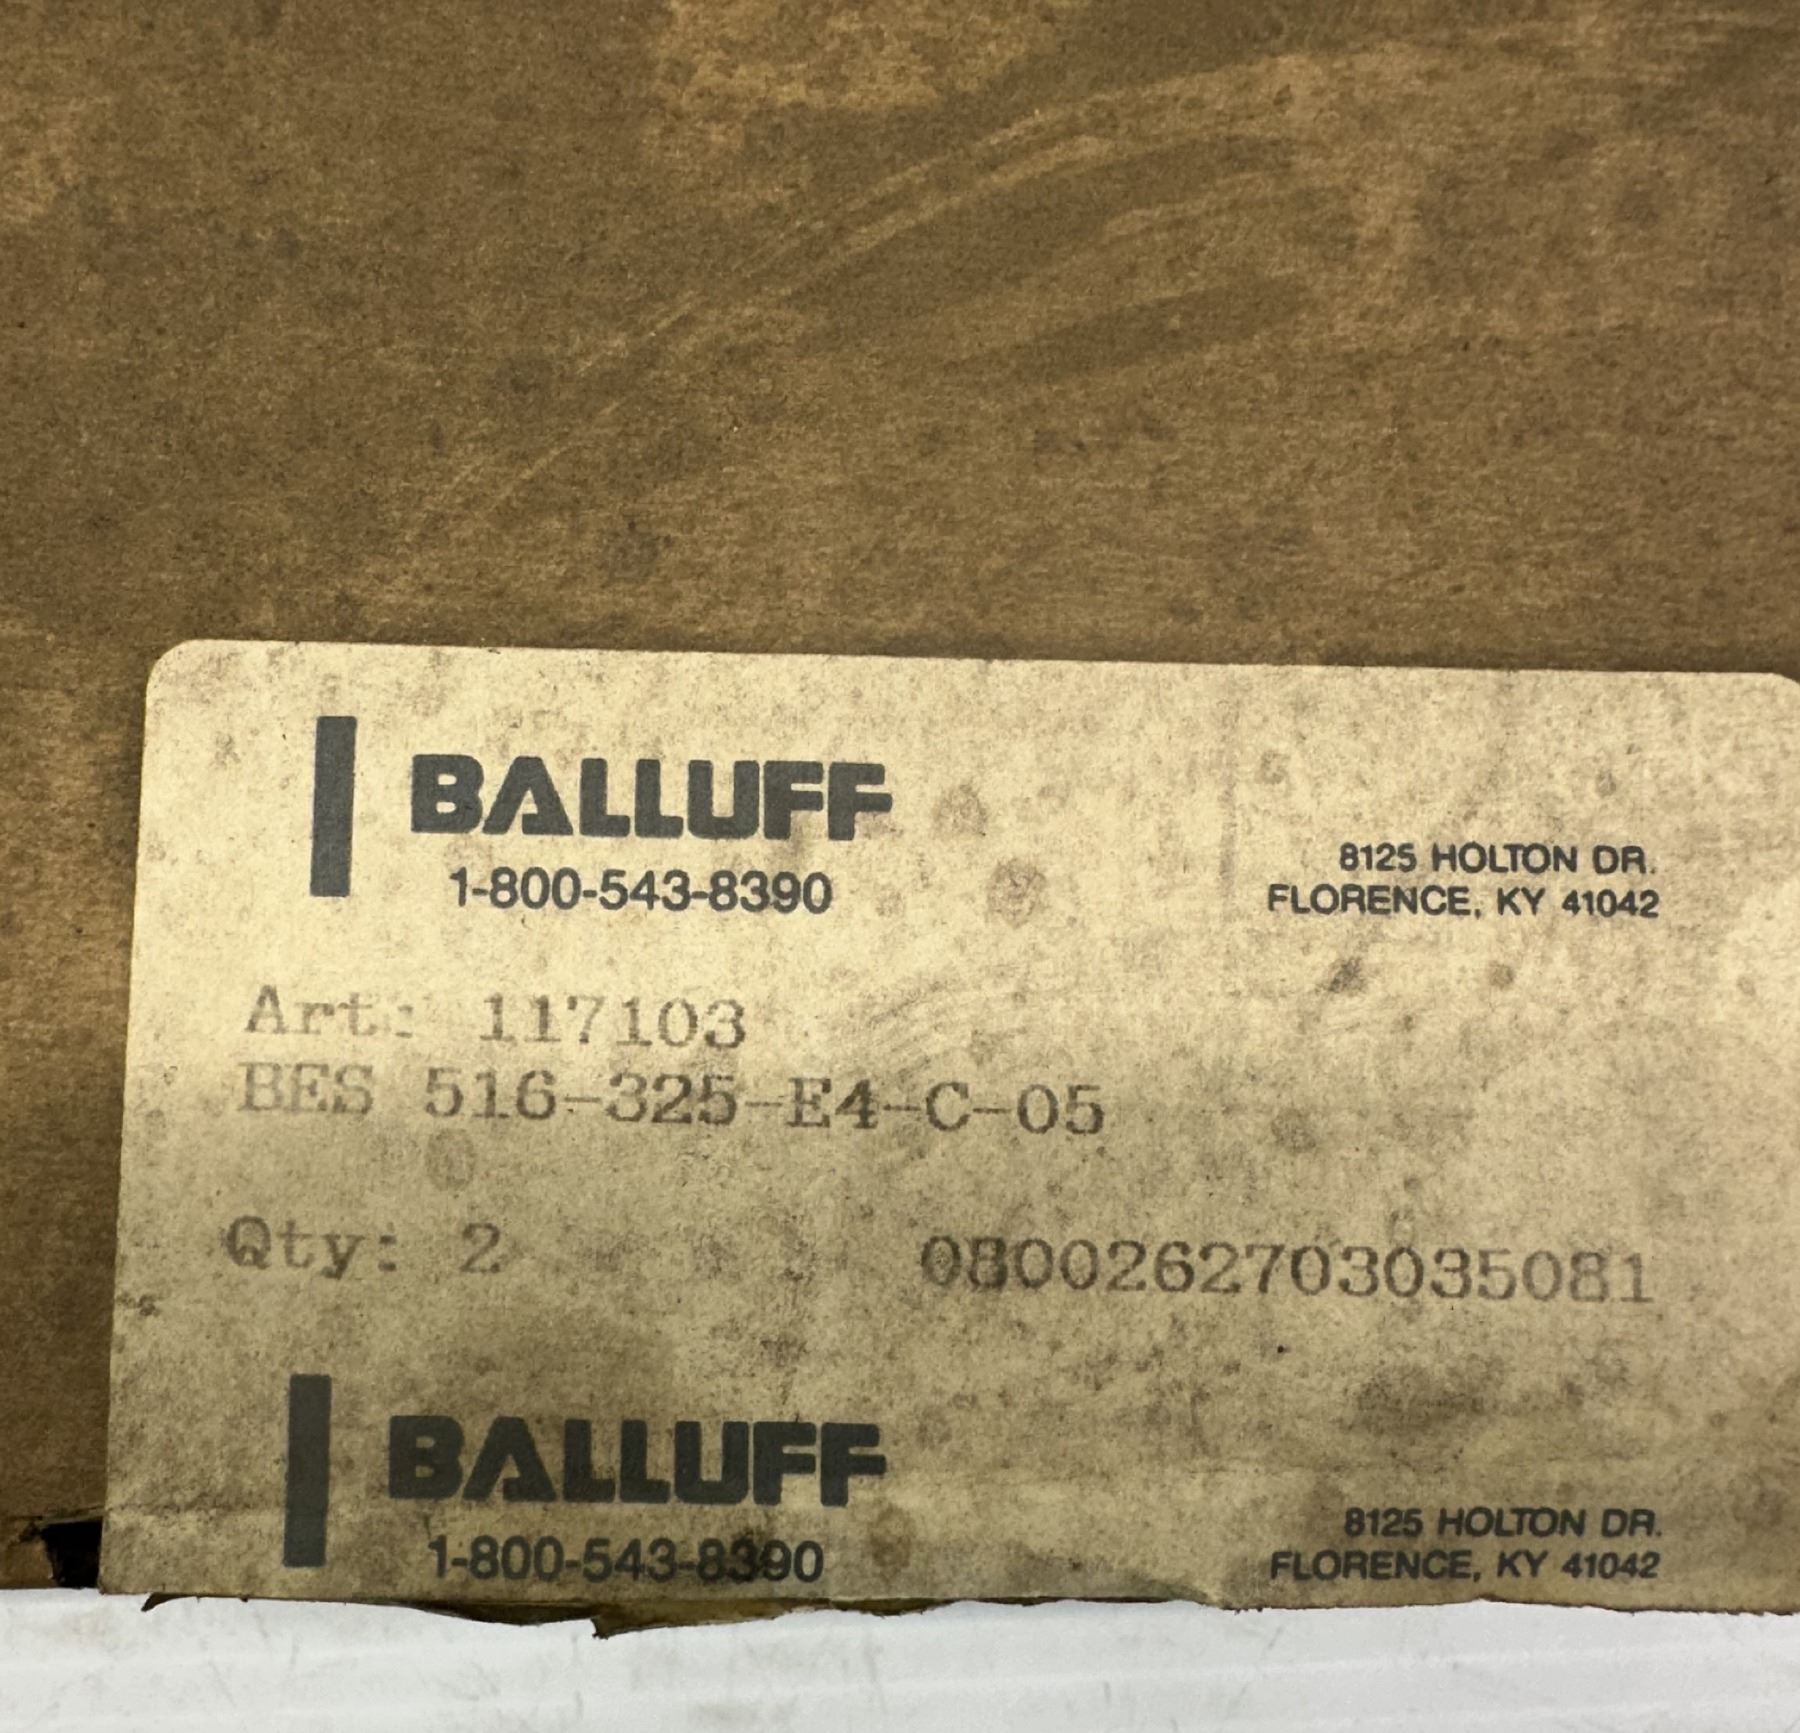 BALLUFF
1-800-543-8390
8125 HOLTON DR.
FLORENCE, KY 41042
Art: 117103
BES 516-325-E4-C-05
Qty: 2
0800262703035081
BALLUFF
1-800-543-8390
8125 HOLTON DR.
FLORENCE, KY 41042